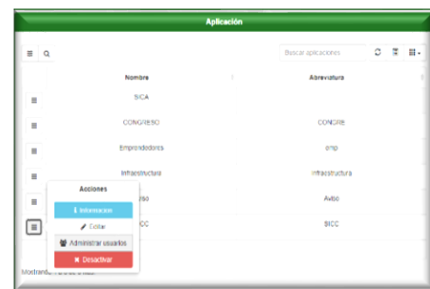 Aplicación
Buscar aplicaciones
Nombre Abreviatura
SICA
CONGRESO CONGRE
Emprendedores emp
Infraestructura infraestructura
Aviso
SICC
Acciones
Información
Editar
Administrar usuarios
Desactivar